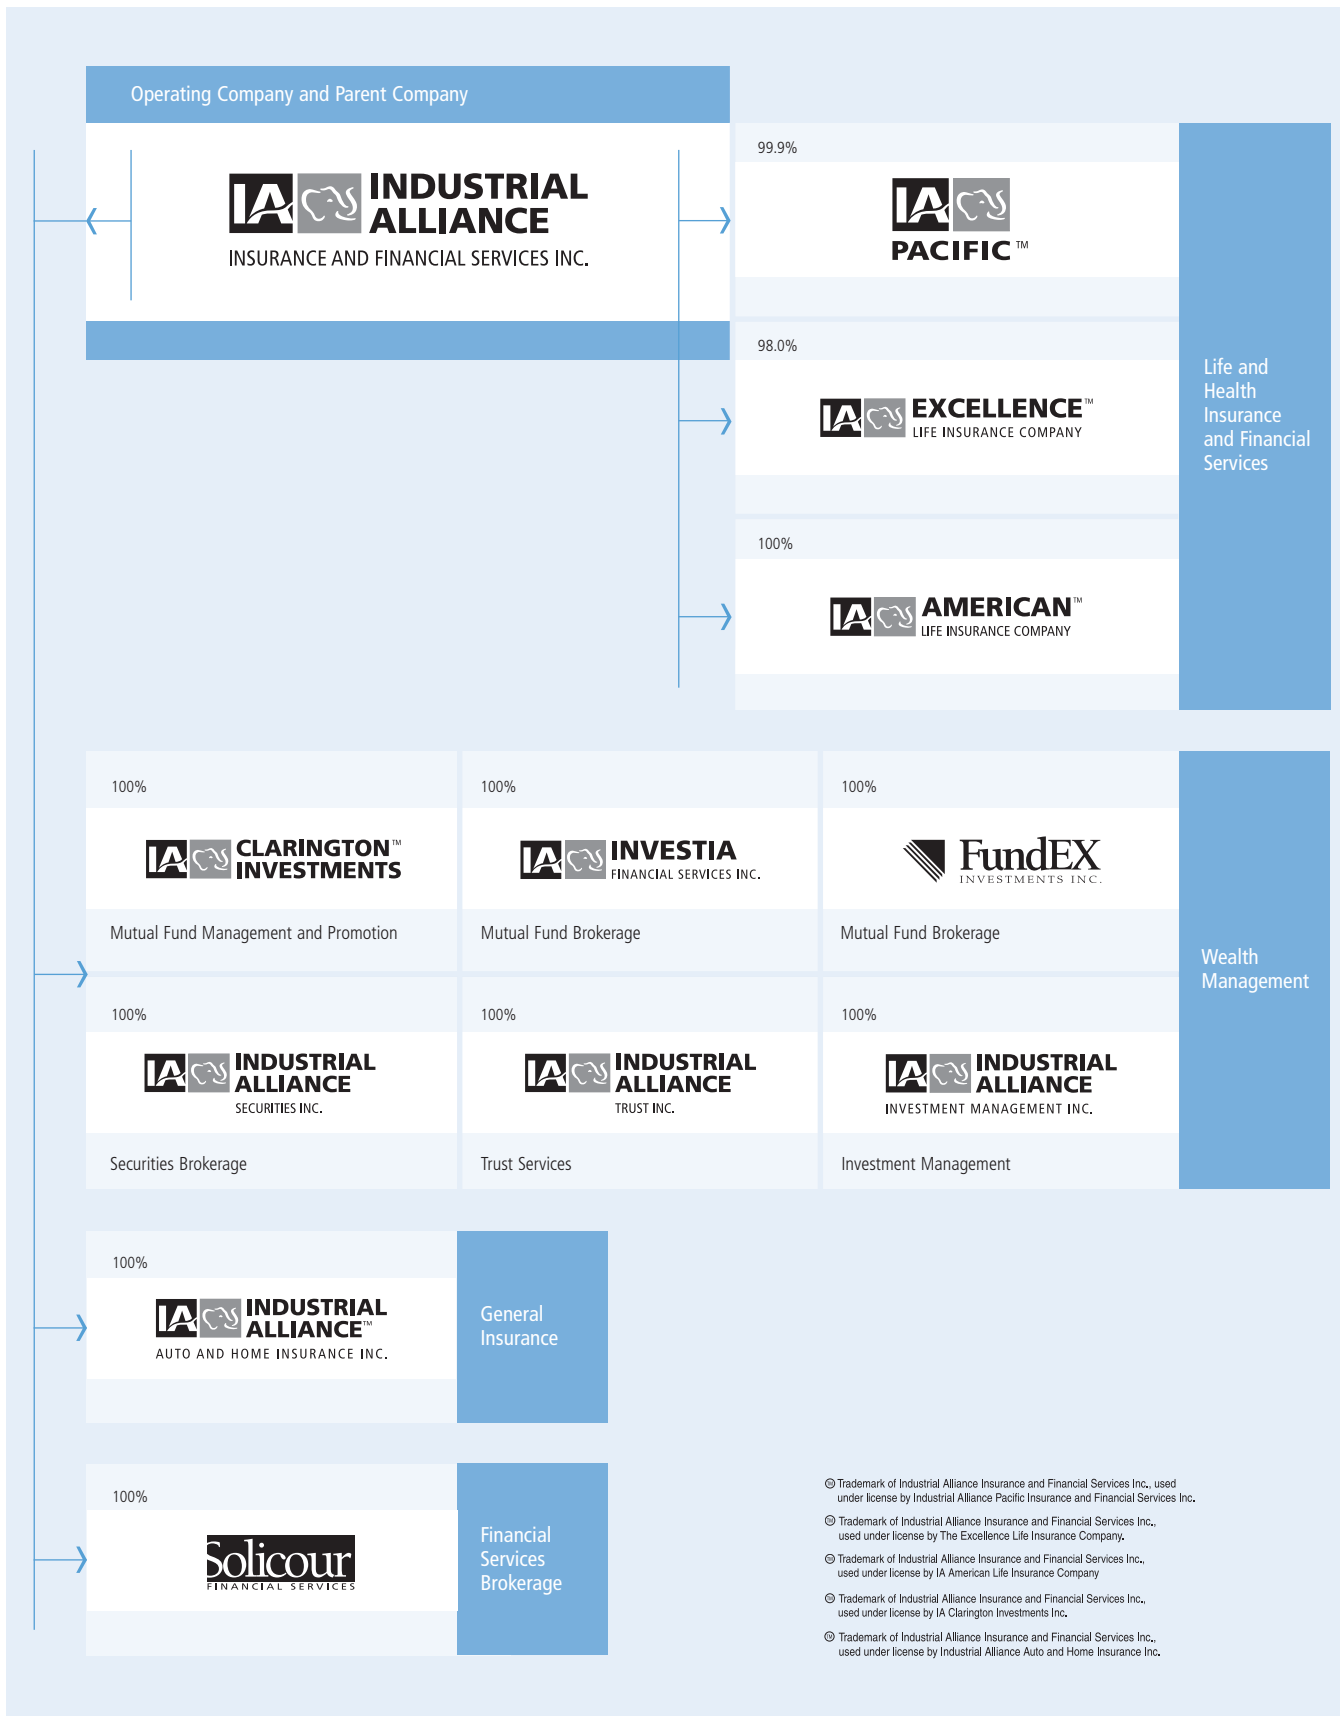 Operating Company and Parent Company
IA INDUSTRIAL
ALLIANCE
INSURANCE AND FINANCIAL SERVICES INC.
99.9%
IA
PACIFIC™
98.0%
IA EXCELLENCE™
LIFE INSURANCE COMPANY
100%
IA AMERICAN™
LIFE INSURANCE COMPANY
Life and
Health
Insurance
and Financial
Services
100%
IA CLARINGTON™
INVESTMENTS
Mutual Fund Management and Promotion
100%
IA INVESTIA
FINANCIAL SERVICES INC.
Mutual Fund Brokerage
100%
FundEX
INVESTMENTS INC.
Mutual Fund Brokerage
100%
IA INDUSTRIAL
ALLIANCE
SECURITIES INC.
Securities Brokerage
100%
IA INDUSTRIAL
ALLIANCE
TRUST INC.
Trust Services
100%
IA INDUSTRIAL
ALLIANCE
INVESTMENT MANAGEMENT INC.
Investment Management
Wealth
Management
100%
IA INDUSTRIAL
ALLIANCE™
AUTO AND HOME INSURANCE INC.
General
Insurance
100%
Solicour
FINANCIAL SERVICES
Financial
Services
Brokerage
™ Trademark of Industrial Alliance Insurance and Financial Services Inc., used
under license by Industrial Alliance Pacific Insurance and Financial Services Inc.
™ Trademark of Industrial Alliance Insurance and Financial Services Inc.,
used under license by The Excellence Life Insurance Company.
™ Trademark of Industrial Alliance Insurance and Financial Services Inc.,
used under license by IA American Life Insurance Company
™ Trademark of Industrial Alliance Insurance and Financial Services Inc.,
used under license by IA Clarington Investments Inc.
™ Trademark of Industrial Alliance Insurance and Financial Services Inc.,
used under license by Industrial Alliance Auto and Home Insurance Inc.